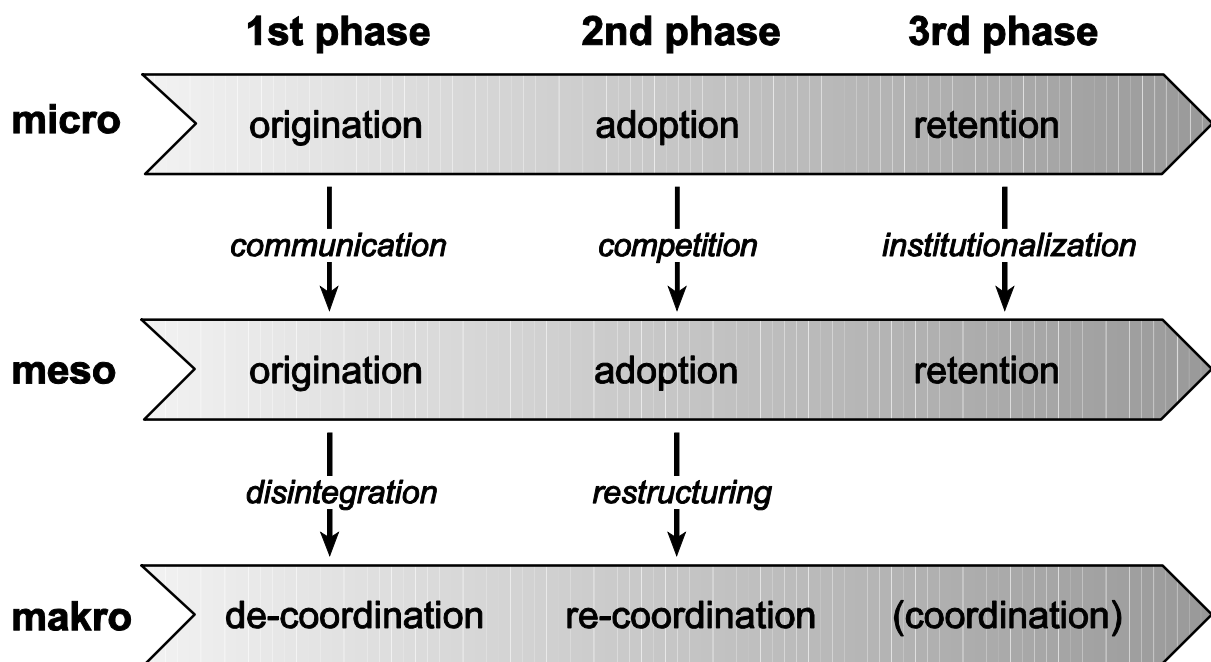 1st phase 2nd phase 3rd phase
micro origination adoption retention
communication competition institutionalization
meso origination adoption retention
disintegration restructuring
makro de-coordination re-coordination (coordination)